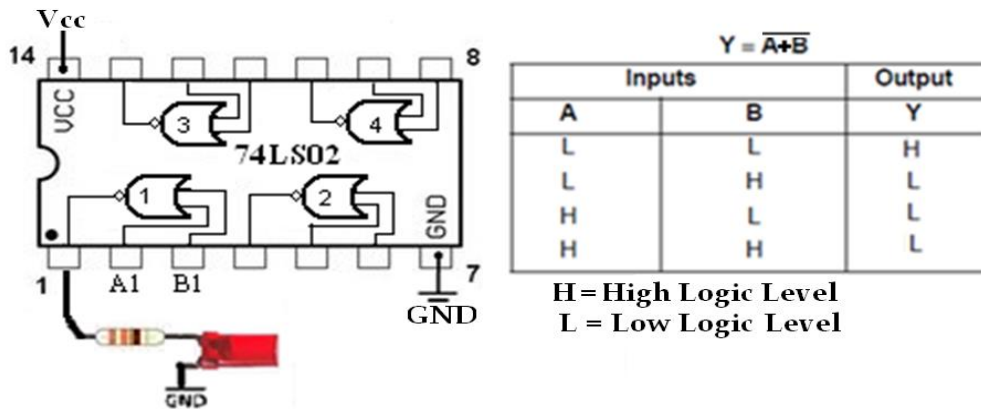 Vcc
14
8
VCC
3
4
74LS02
1
2
GND
1
A1
B1
7
GND
GND
Y = A+B
Inputs
Output
A
B
Y
L
L
H
L
H
L
H
L
L
H
H
L
H = High Logic Level
L = Low Logic Level